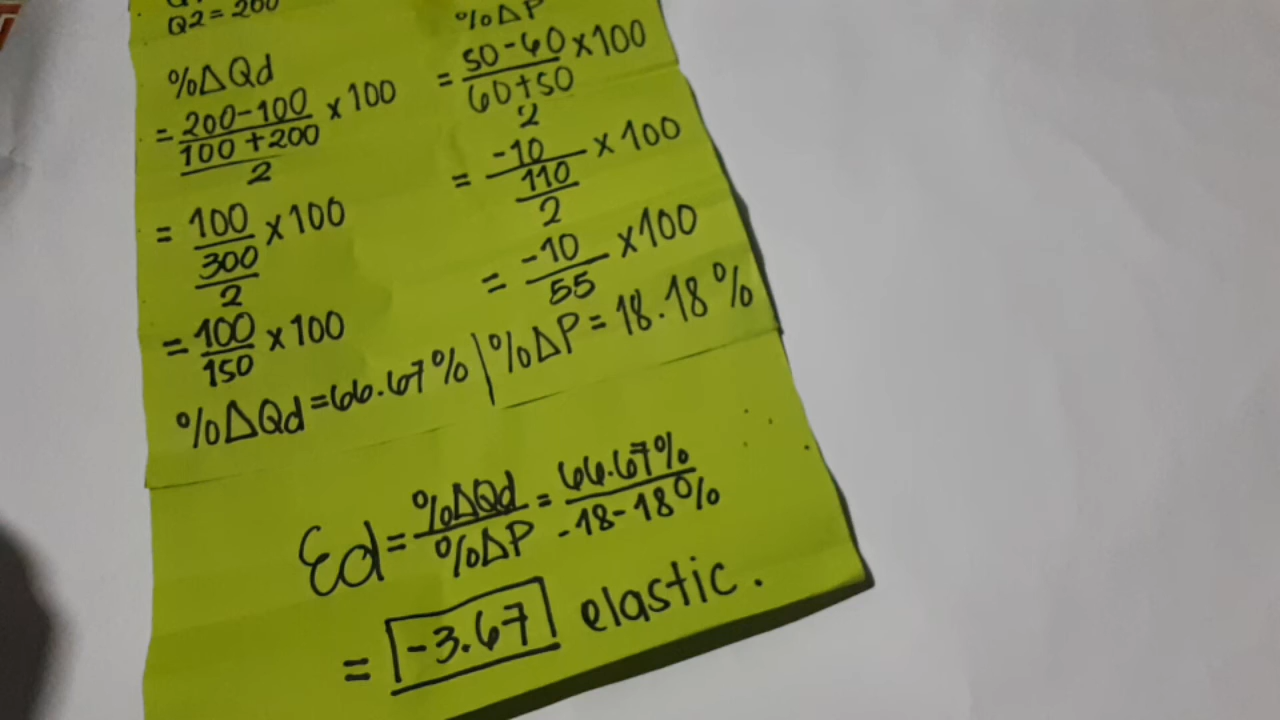 Q2 = 200
%ΔQd
= 200-100 x 100
100 + 200
2
= 100 x 100
300
2
= 100 x 100
150
%ΔQd = 66.67%
%ΔP
= 50-60 x 100
60+50
2
= -10 x 100
110
2
= -10 x 100
55
%ΔP = 18.18%
Ed = %ΔQd = 66.67%
%ΔP -18-18%
= -3.67 elastic.